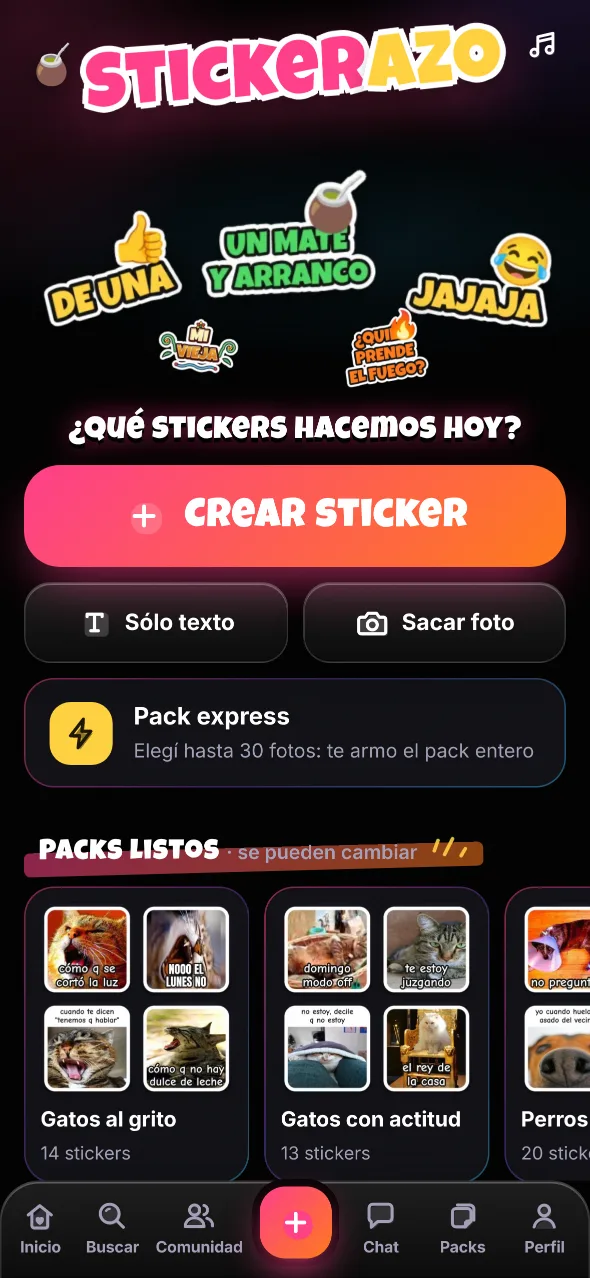 STICKERAZO
UN MATE
Y ARRANCO
DE UNA
JAJAJA
MI
VIEJA
¿QUI
PRENDE
EL FUEGO?
¿Qué STICKERS HACEMOS HOY?
+ CREAR STICKER
T Sólo texto
Sacar foto
Pack express
Elegí hasta 30 fotos: te armo el pack entero
PACKS LISTOS · se pueden cambiar
cómo q se
cortó la luz
NOOO EL
LUNES NO
domingo
modo off
te estoy
juzgando
no pregunt
cuando te dicen
"tenemos q hablar"
cómo q no hay
dulce de leche
no estoy, decile
q no estoy
el rey de
la casa
yo cuando huelo
asado del vecin
Gatos al grito
14 stickers
Gatos con actitud
13 stickers
Perros
20 stick
Inicio
Buscar
Comunidad
+
Chat
Packs
Perfil